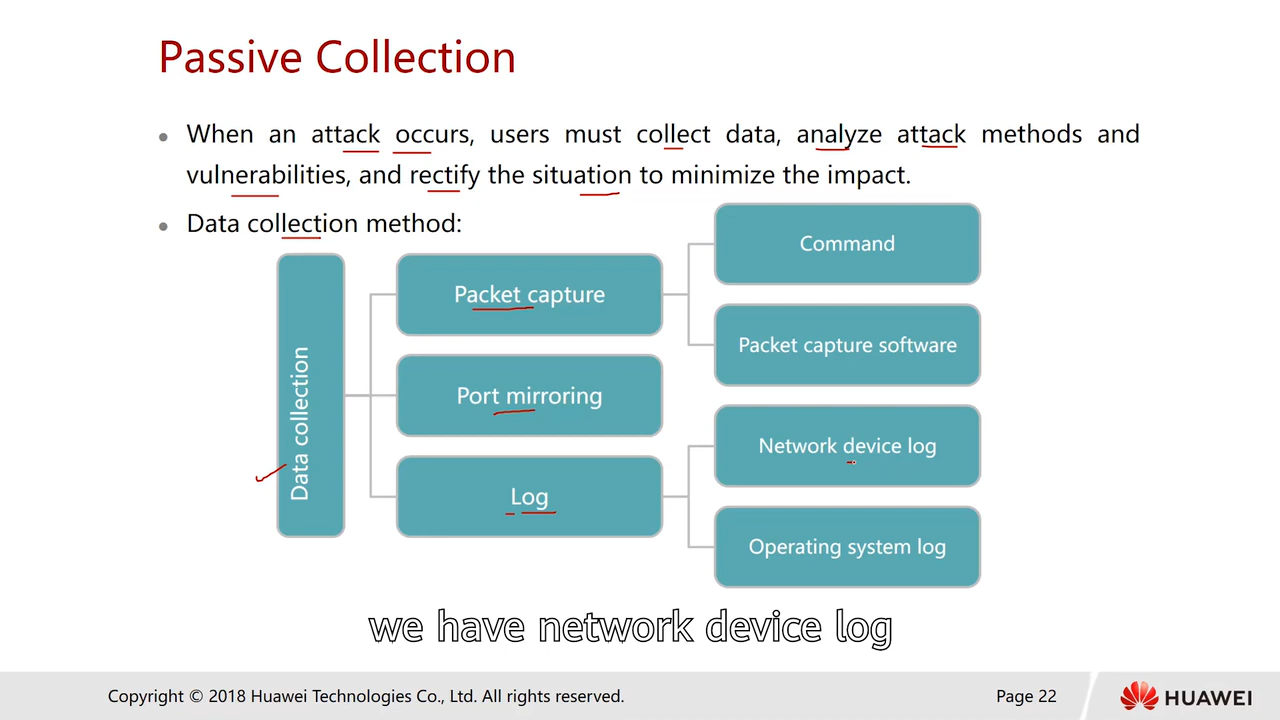 Passive Collection
When an attack occurs, users must collect data, analyze attack methods and
vulnerabilities, and rectify the situation to minimize the impact.
Data collection method:
Data collection
Packet capture
Command
Packet capture software
Port mirroring
Log
Network device log
Operating system log
we have network device log
Copyright © 2018 Huawei Technologies Co., Ltd. All rights reserved.
Page 22
HUAWEI